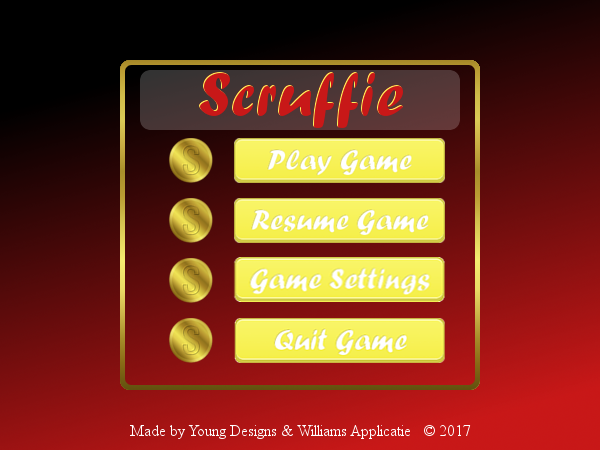 Scruffie
S Play Game
S Resume Game
S Game Settings
S Quit Game
Made by Young Designs & Williams Applicatie © 2017